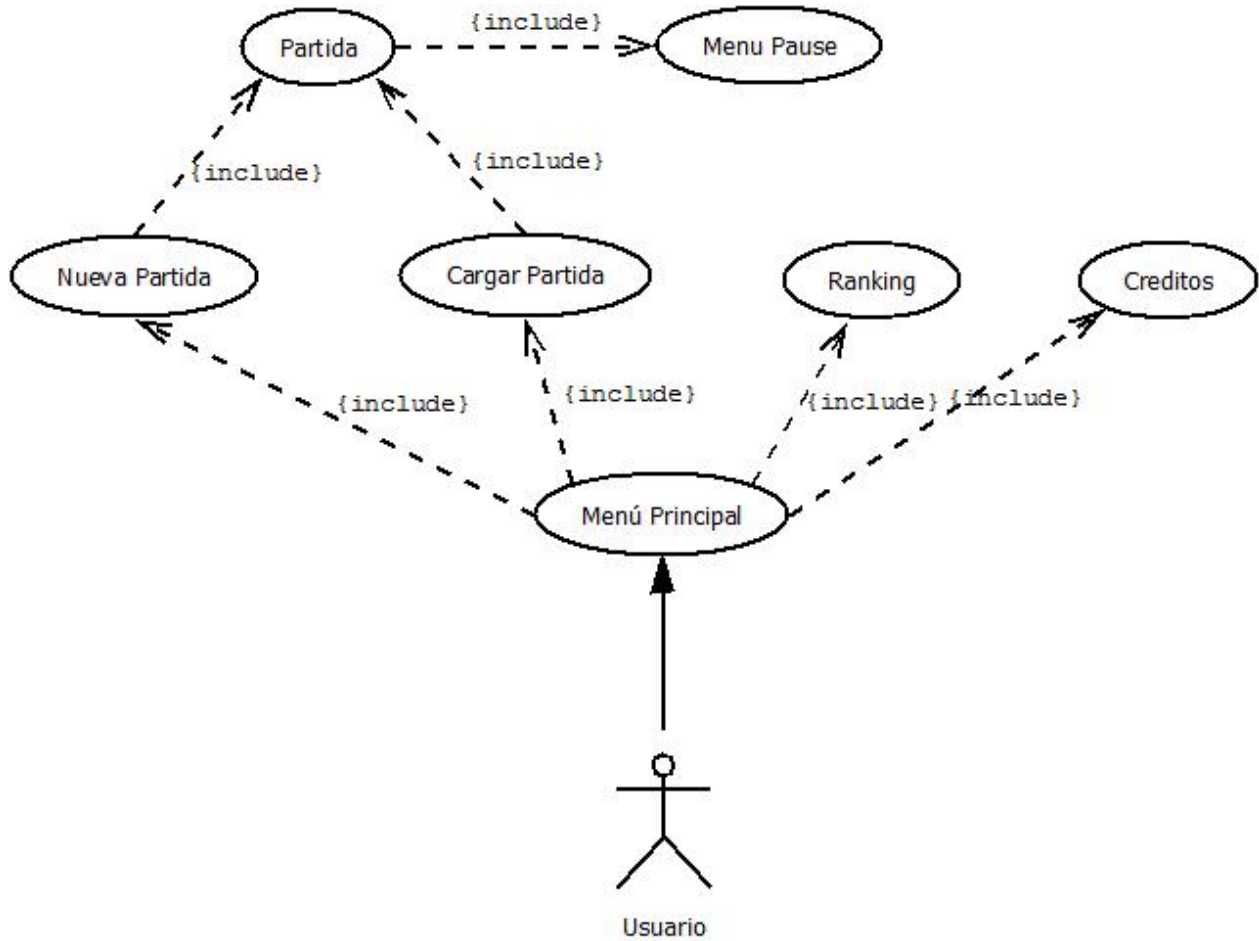 {include}
Partida
Menu Pause
{include}
{include}
Nueva Partida
Cargar Partida
Ranking
Creditos
{include}
{include}
{include}
{include}
Menú Principal
Usuario